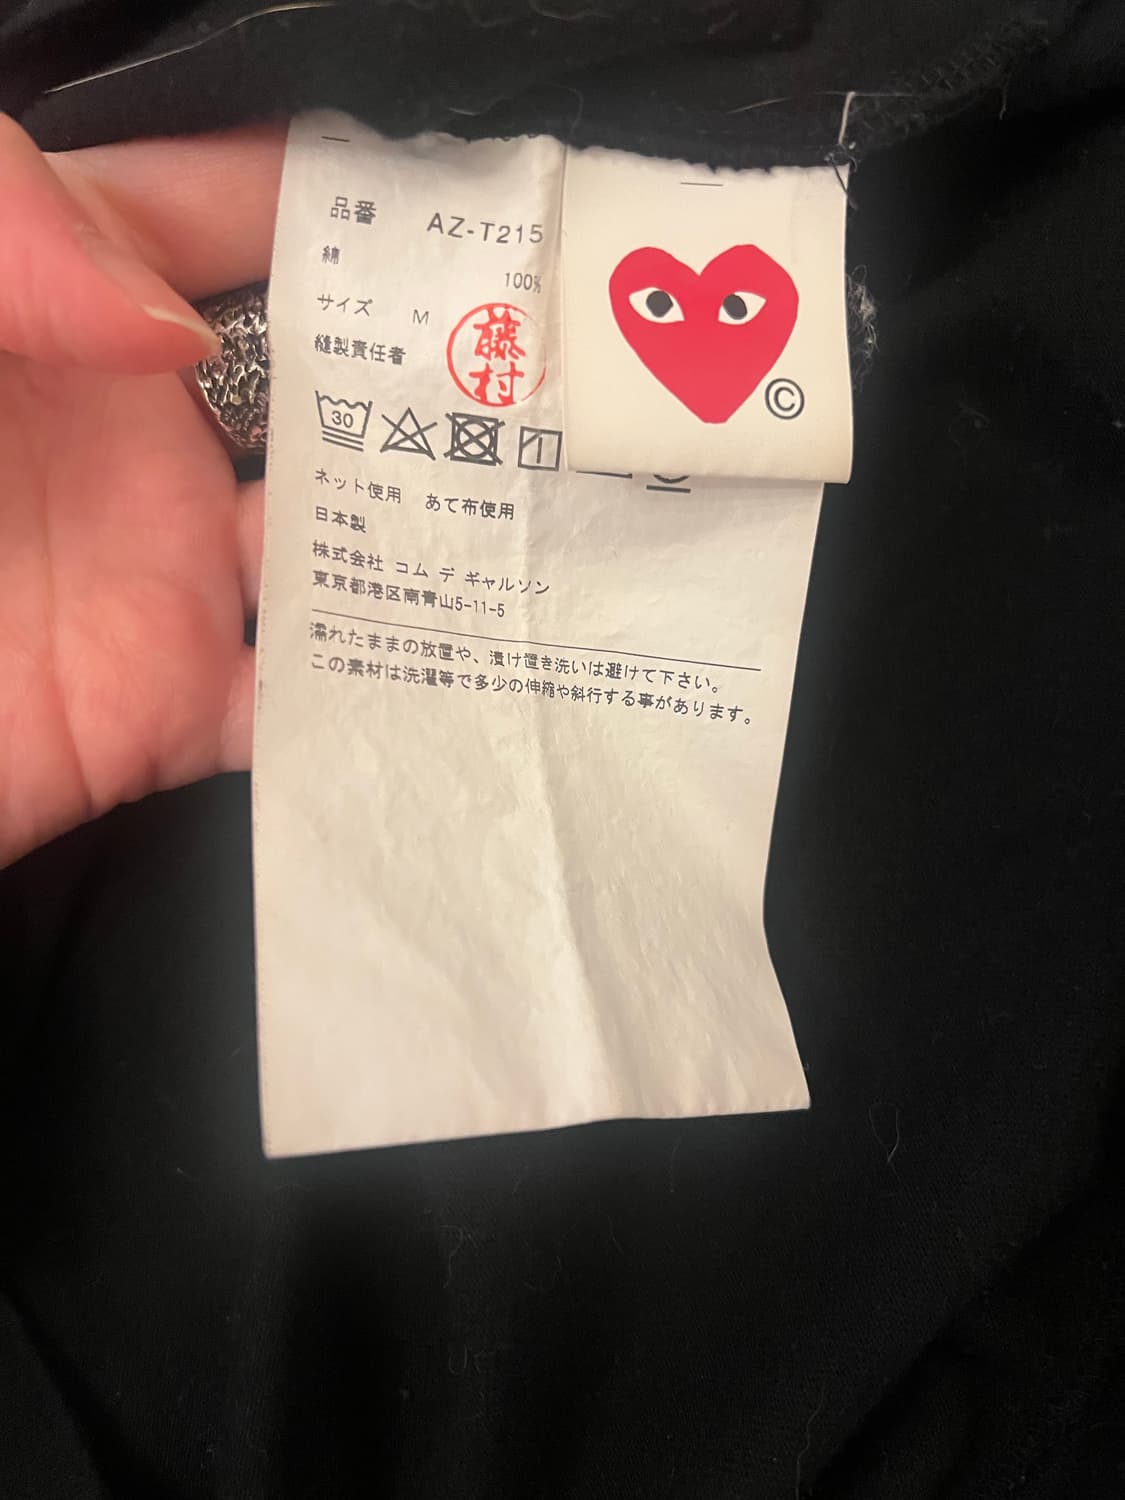 品番 AZ-T215
綿 100%
サイズ M
縫製責任者 藤村
30
ネット使用 あて布使用
日本製
株式会社 コム デ ギャルソン
東京都港区南青山5-11-5
濡れたままの放置や、漬け置き洗いは避けて下さい。
この素材は洗濯等で多少の伸縮や斜行する事があります。
©